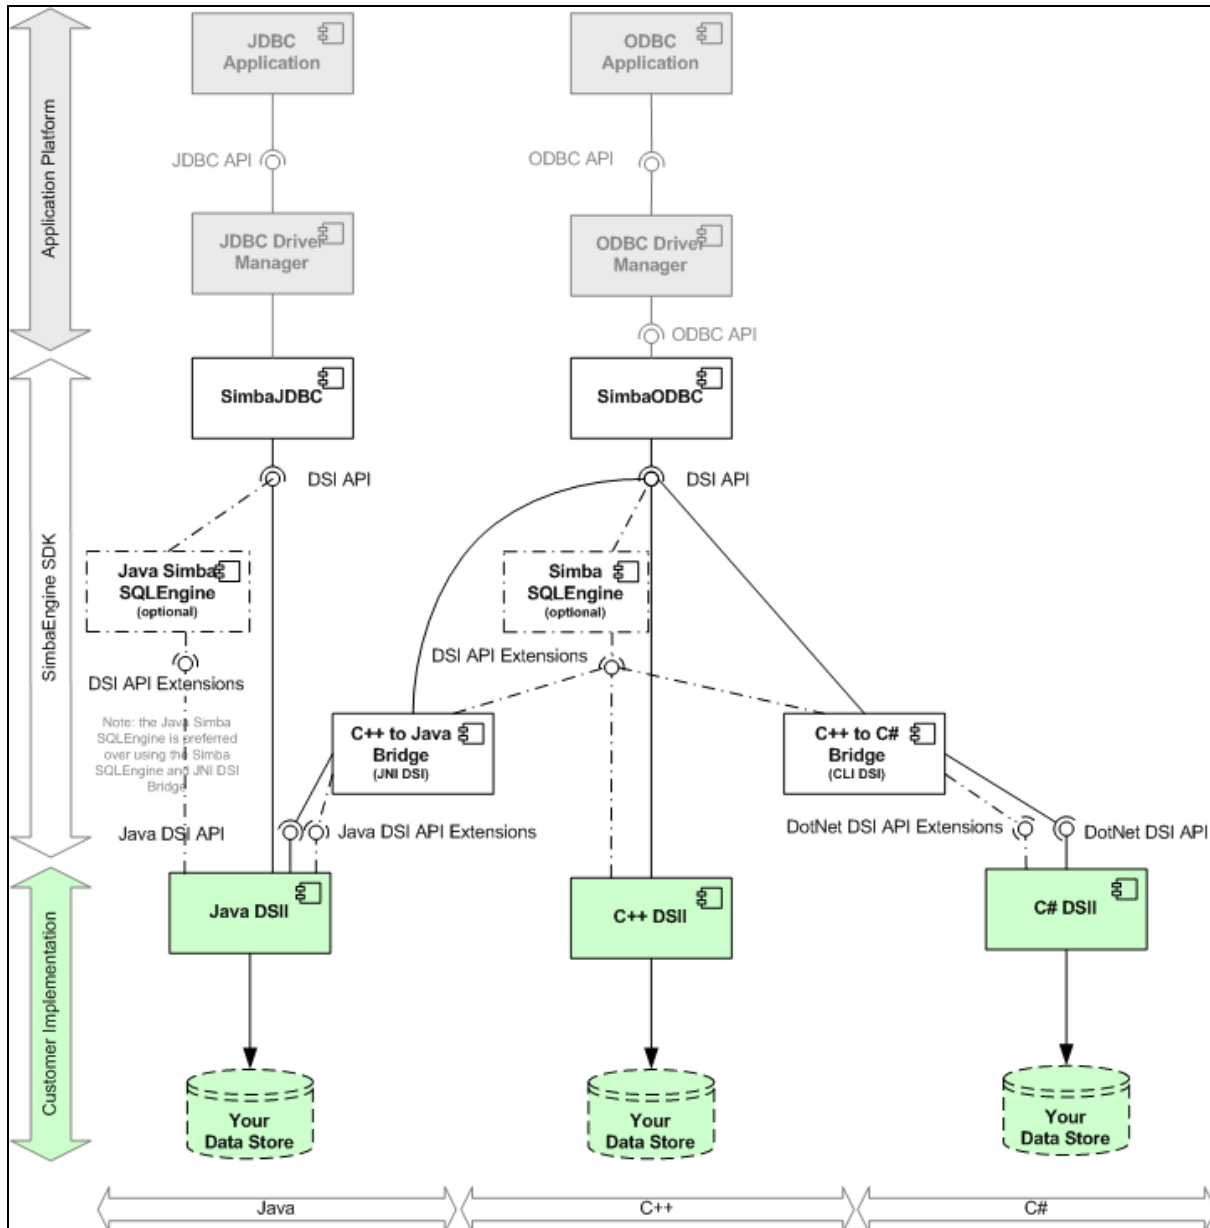 Application Platform
JDBC
Application
ODBC
Application
JDBC API
ODBC API
JDBC Driver
Manager
ODBC Driver
Manager
ODBC API
SimbaEngine SDK
SimbaJDBC
SimbaODBC
DSI API
DSI API
Java Simba
SQLEngine
(optional)
Simba
SQLEngine
(optional)
DSI API Extensions
DSI API Extensions
Note: the Java Simba
SQLEngine is preferred
over using the Simba
SQLEngine and JNI DSI
Bridge
C++ to Java
Bridge
(JNI DSI)
C++ to C#
Bridge
(CLI DSI)
Java DSI API
Java DSI API Extensions
DotNet DSI API Extensions
DotNet DSI API
Customer Implementation
Java DSII
C++ DSII
C# DSII
Your
Data Store
Your
Data Store
Your
Data Store
Java
C++
C#